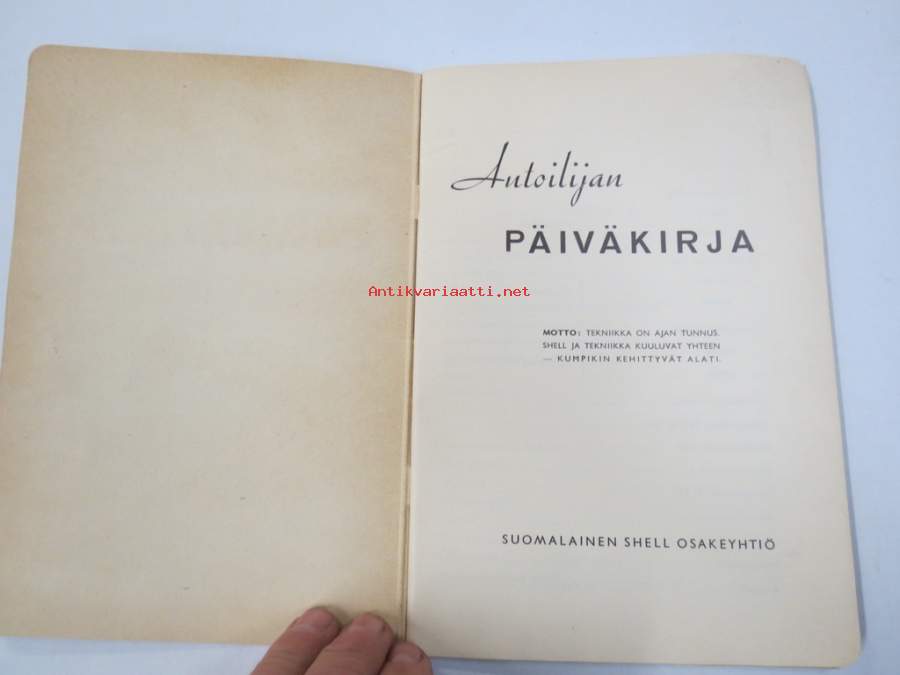 Autoilijan
PÄIVÄKIRJA
Antikvariaatti.net
MOTTO: TEKNIIKKA ON AJAN TUNNUS.
SHELL JA TEKNIIKKA KUULUVAT YHTEEN
— KUMPIKIN KEHITTYVÄT ALATI.
SUOMALAINEN SHELL OSAKEYHTIÖ